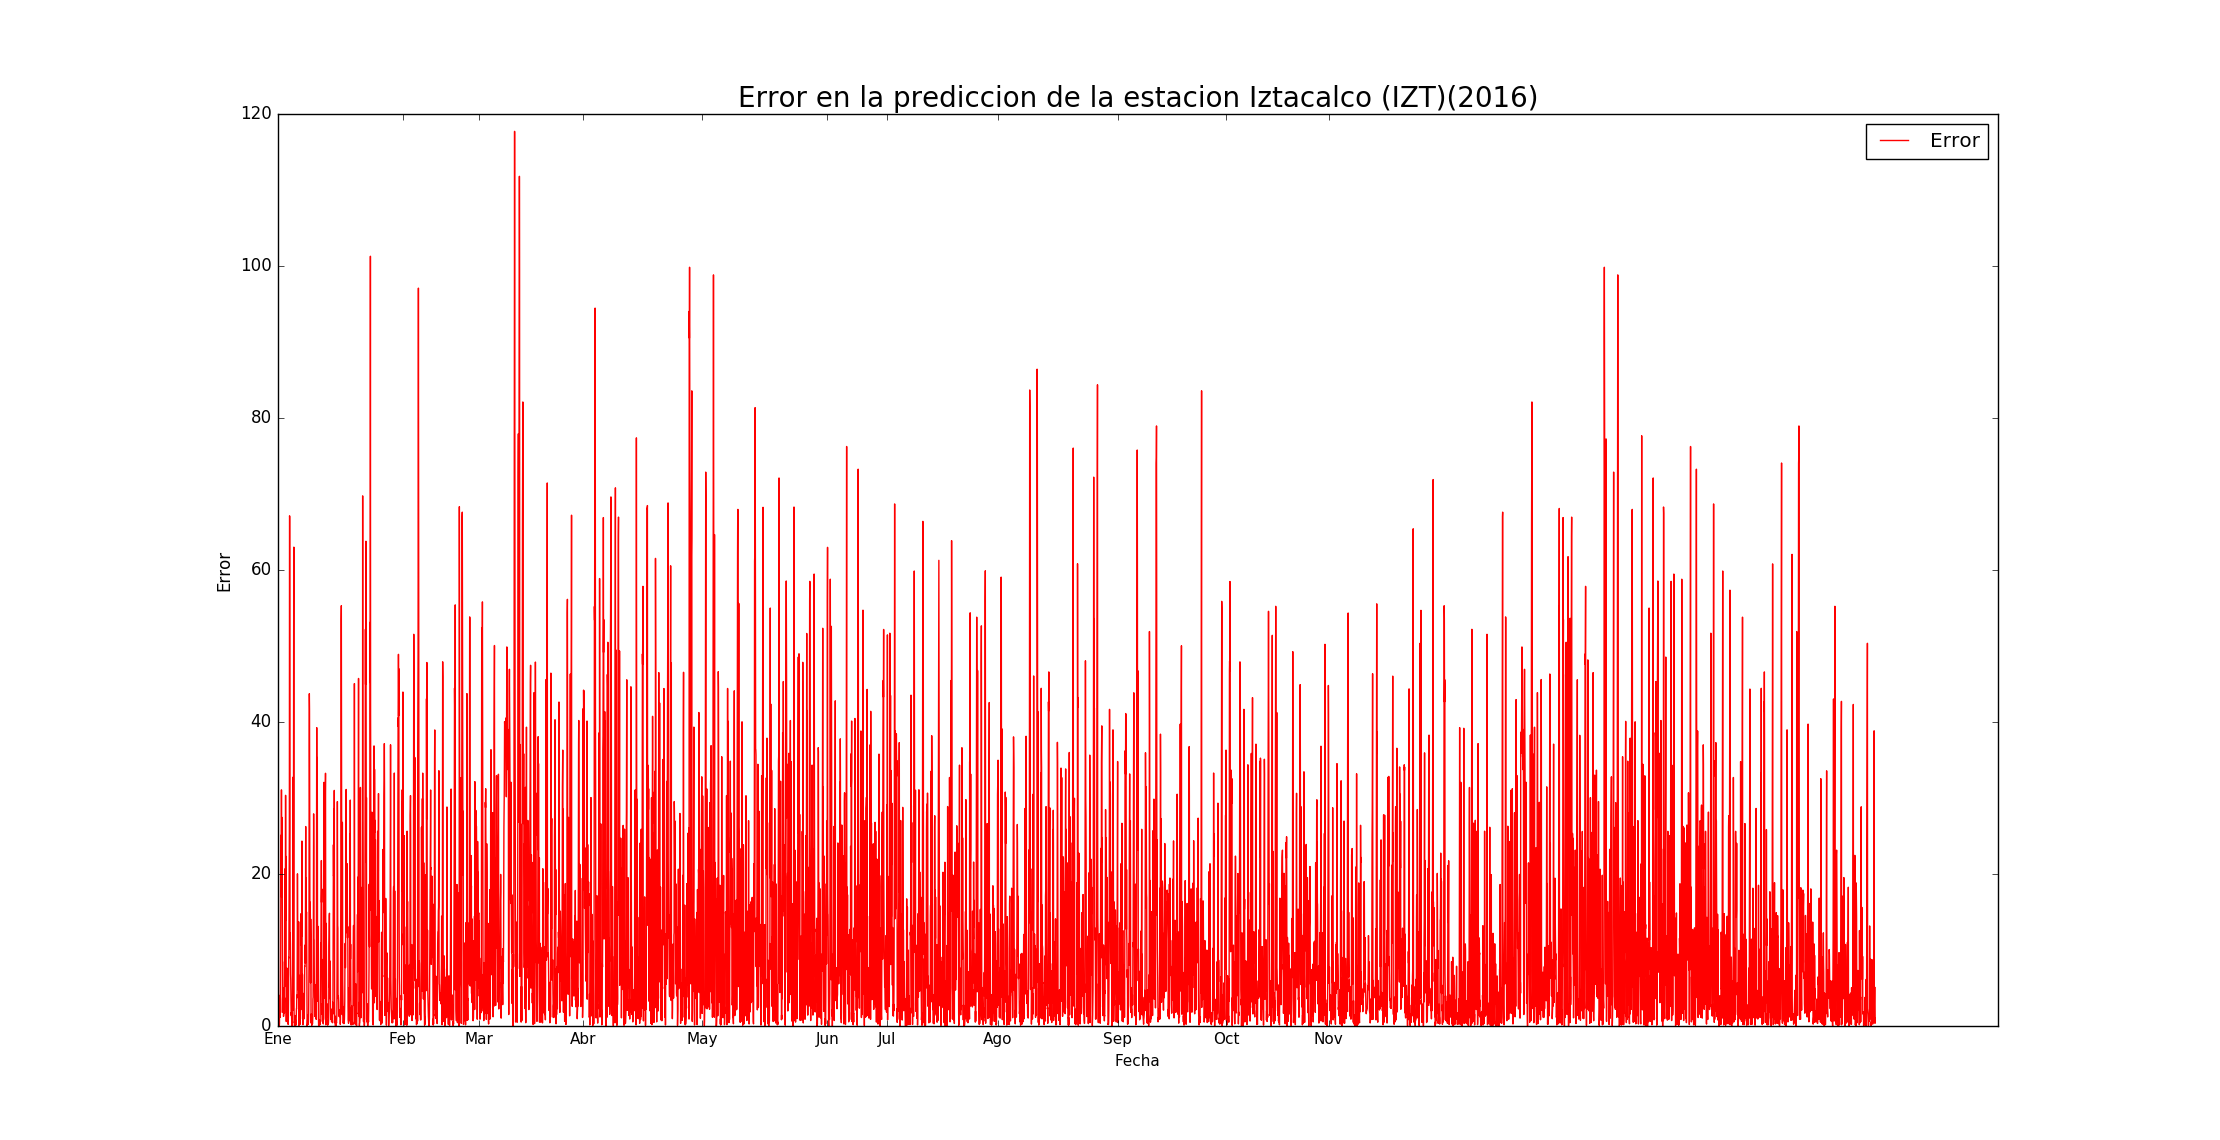 Error en la prediccion de la estacion Iztacalco (IZT)(2016)
Error
120
100
80
60
40
20
0
Error
Ene Feb Mar Abr May Jun Jul Ago Sep Oct Nov
Fecha